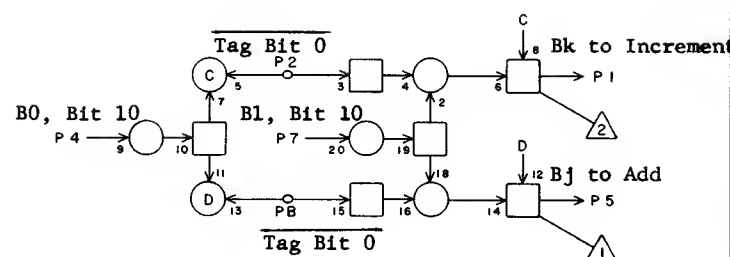 Tag Bit 0
P2
C
8
Bk to Increment
C
5
3
4
6
P1
7
2
2
B0, Bit 10
B1, Bit 10
P4
9
10
P7
20
19
11
18
D
12
Bj to Add
D
13
P8
15
16
14
P5
Tag Bit 0
1